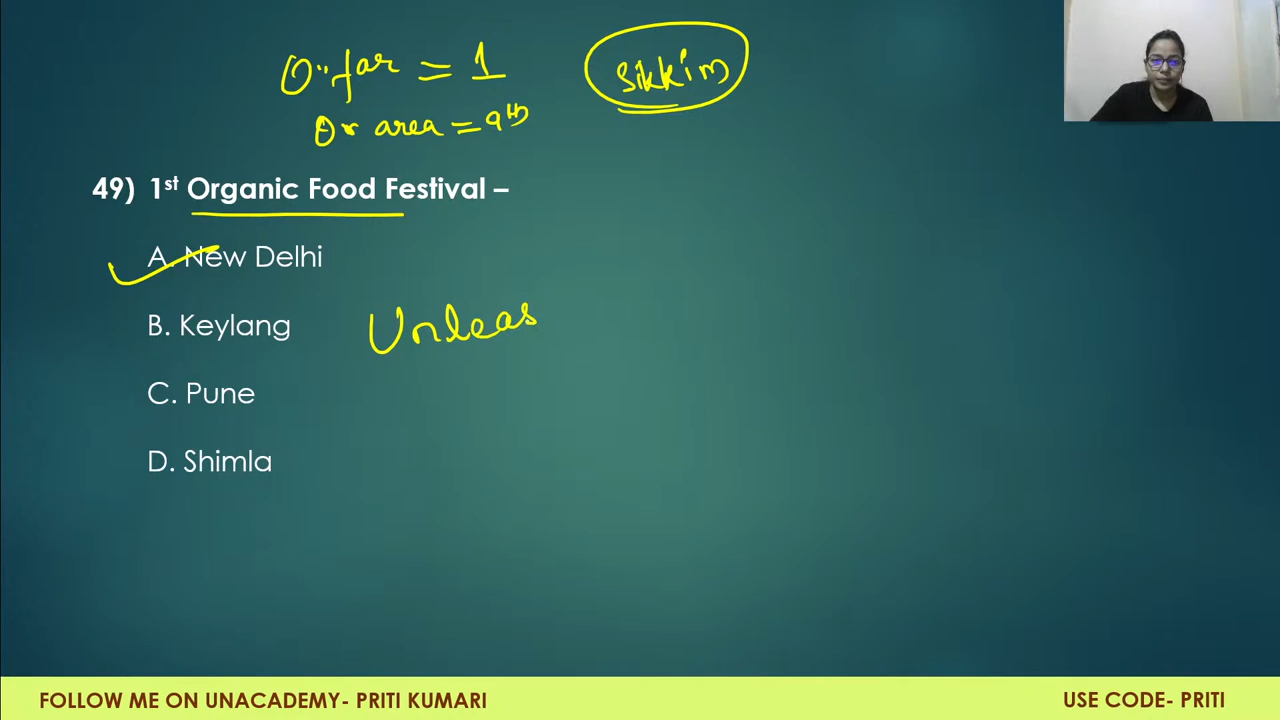 O" far = 1
Or area = 9th
Sikkim
49) 1st Organic Food Festival –
A. New Delhi
B. Keylang
Unleas
C. Pune
D. Shimla
FOLLOW ME ON UNACADEMY- PRITI KUMARI
USE CODE- PRITI